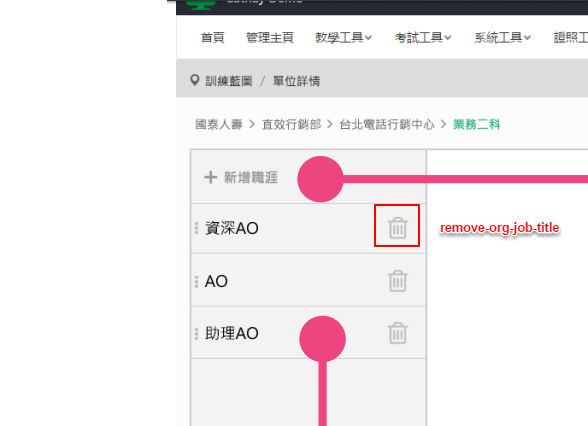 Cathay Demo
首頁 管理主頁 教學工具 考試工具 系統工具 證照工
訓練藍圖 / 單位詳情
國泰人壽 > 直效行銷部 > 台北電話行銷中心 > 業務二科
+ 新增職涯
資深AO
remove-org-job-title
AO
助理AO